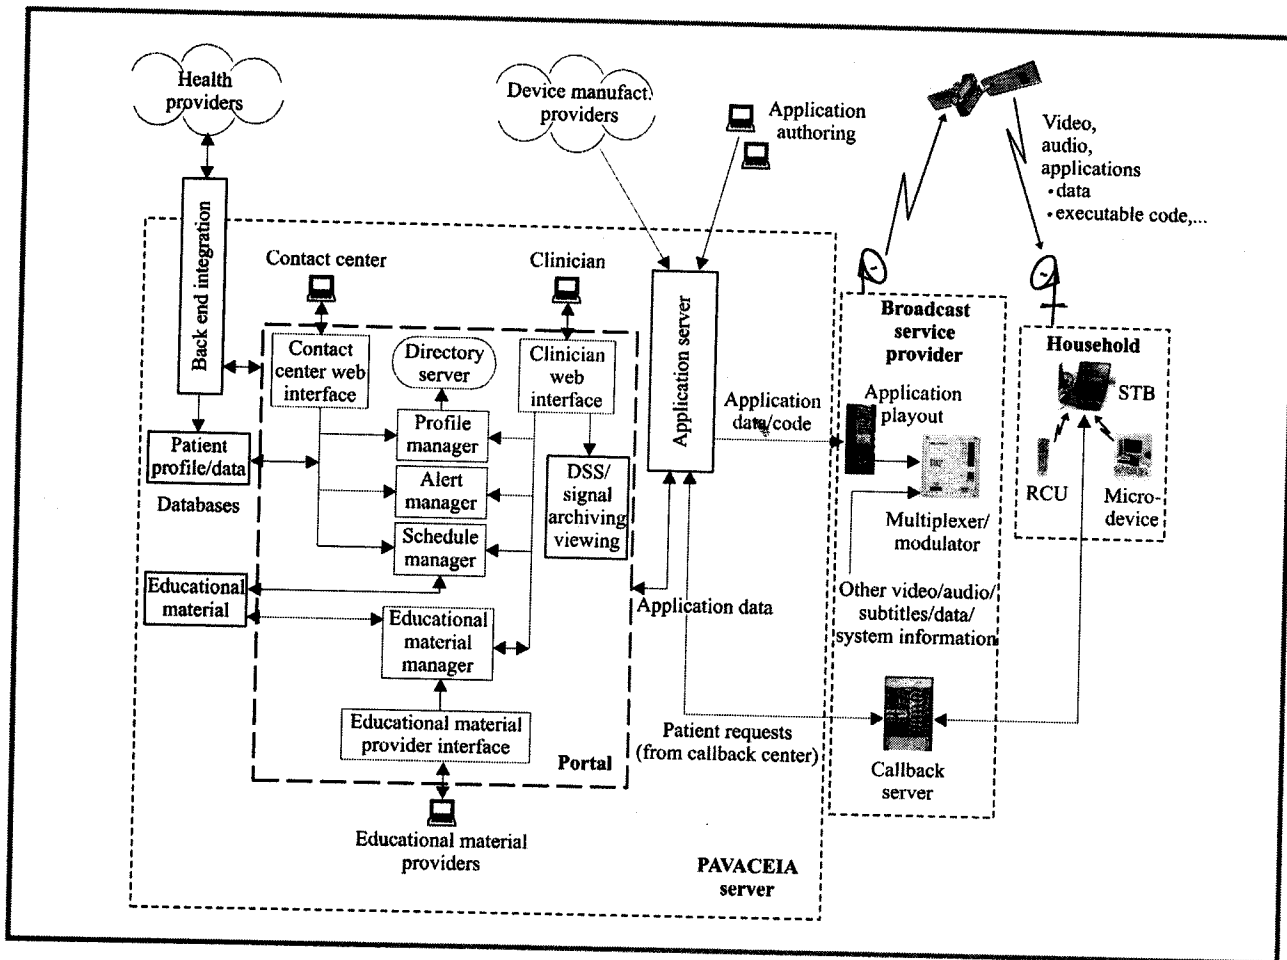 Health
providers
Device manufact.
providers
Application
authoring
Video,
audio,
applications
• data
• executable code,...
Back end integration
Contact center
Clinician
Application server
Contact
center web
interface
Directory
server
Clinician
web
interface
Broadcast
service
provider
Household
STB
RCU
Micro-
device
Application
playout
Application
data/code
Profile
manager
Patient
profile/data
Databases
Alert
manager
DSS/
signal
archiving
viewing
Schedule
manager
Multiplexer/
modulator
Educational
material
Application data
Other video/audio/
subtitles/data/
system information
Educational
material
manager
Educational material
provider interface
Portal
Patient requests
(from callback center)
Callback
server
Educational material
providers
PAVACEIA
server